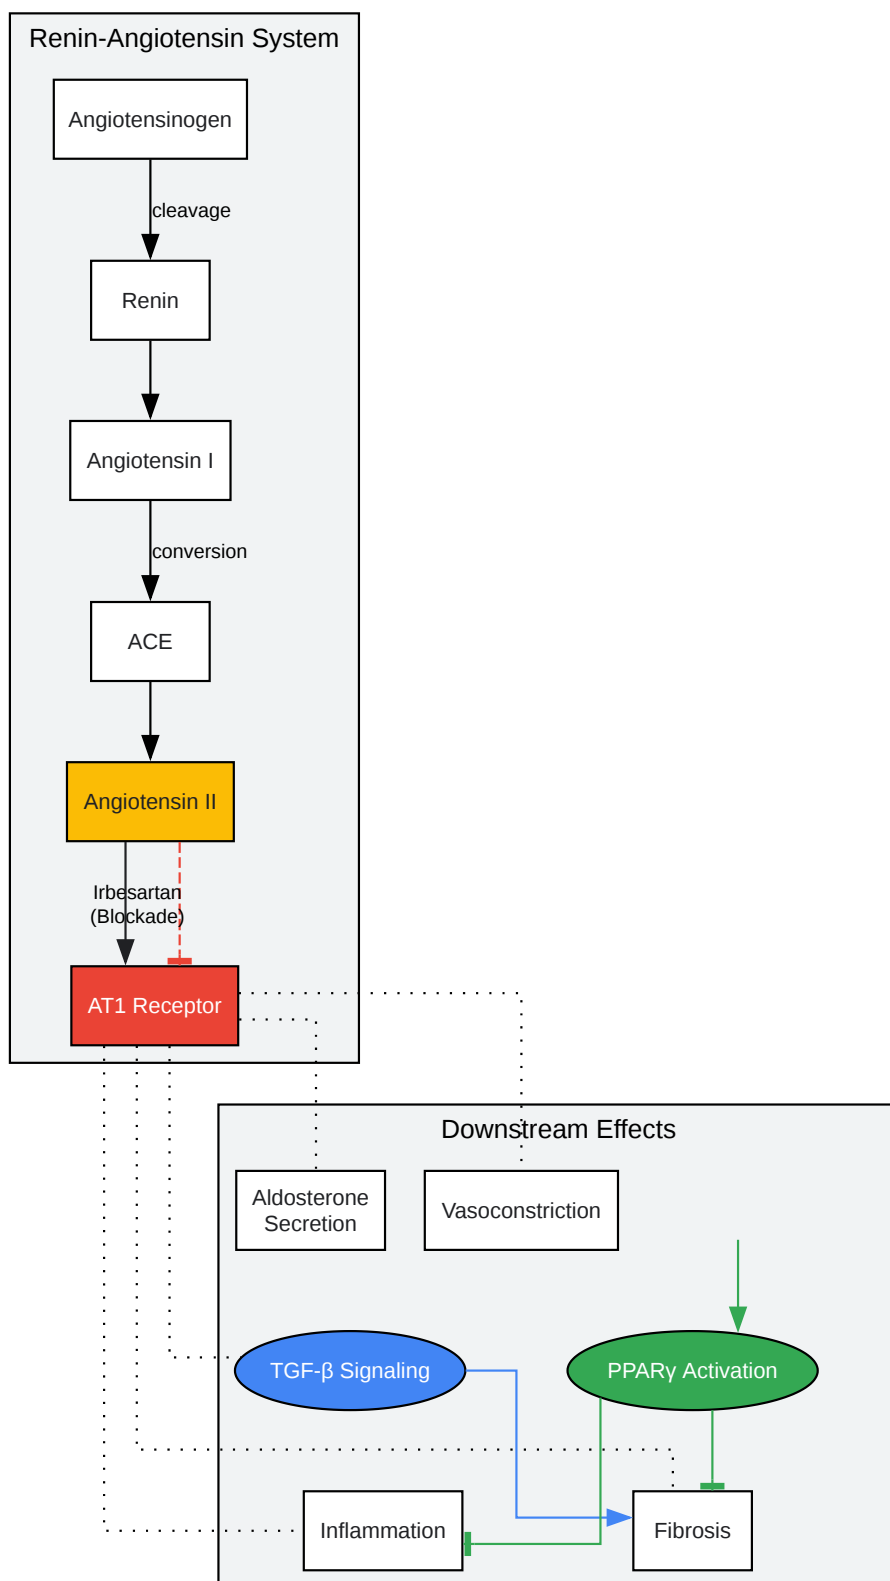 Renin-Angiotensin System
Angiotensinogen
cleavage
Renin
Angiotensin I
conversion
ACE
Angiotensin II
Irbesartan
(Blockade)
AT1 Receptor
Downstream Effects
Aldosterone
Secretion
Vasoconstriction
TGF-β Signaling
PPARγ Activation
Inflammation
Fibrosis